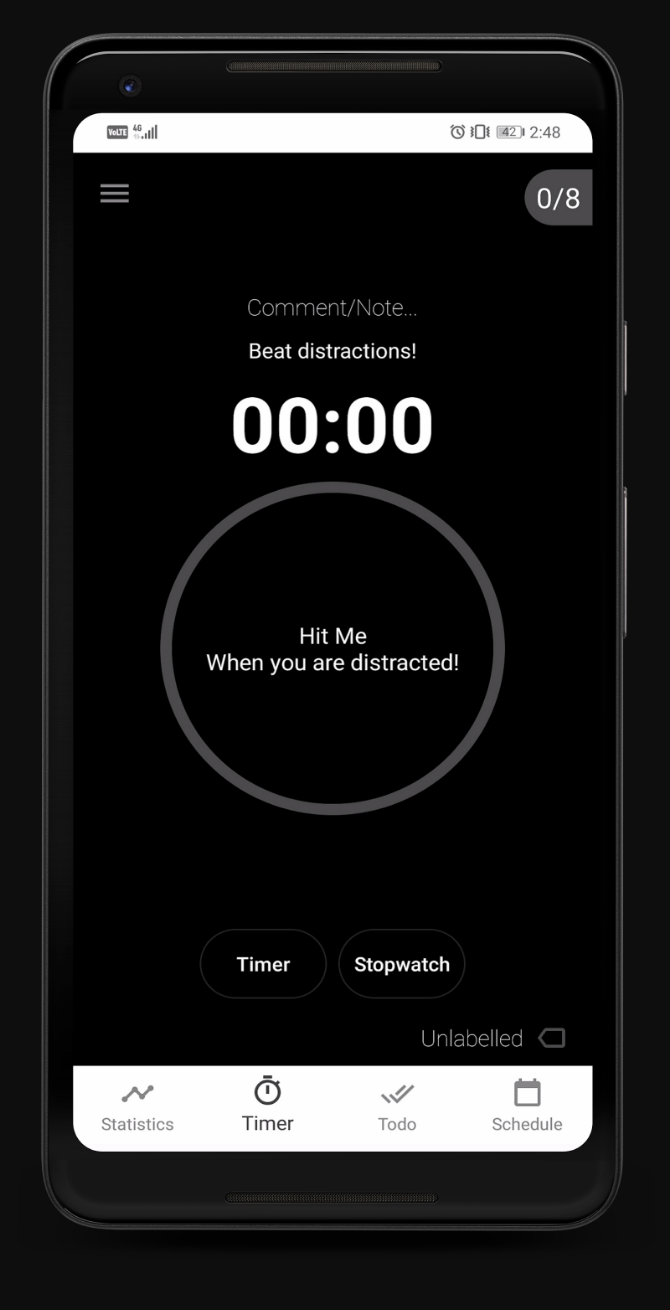 VoLTE 4G 42 2:48
0/8
Comment/Note...
Beat distractions!
00:00
Hit Me
When you are distracted!
Timer Stopwatch
Unlabelled
Statistics Timer Todo Schedule